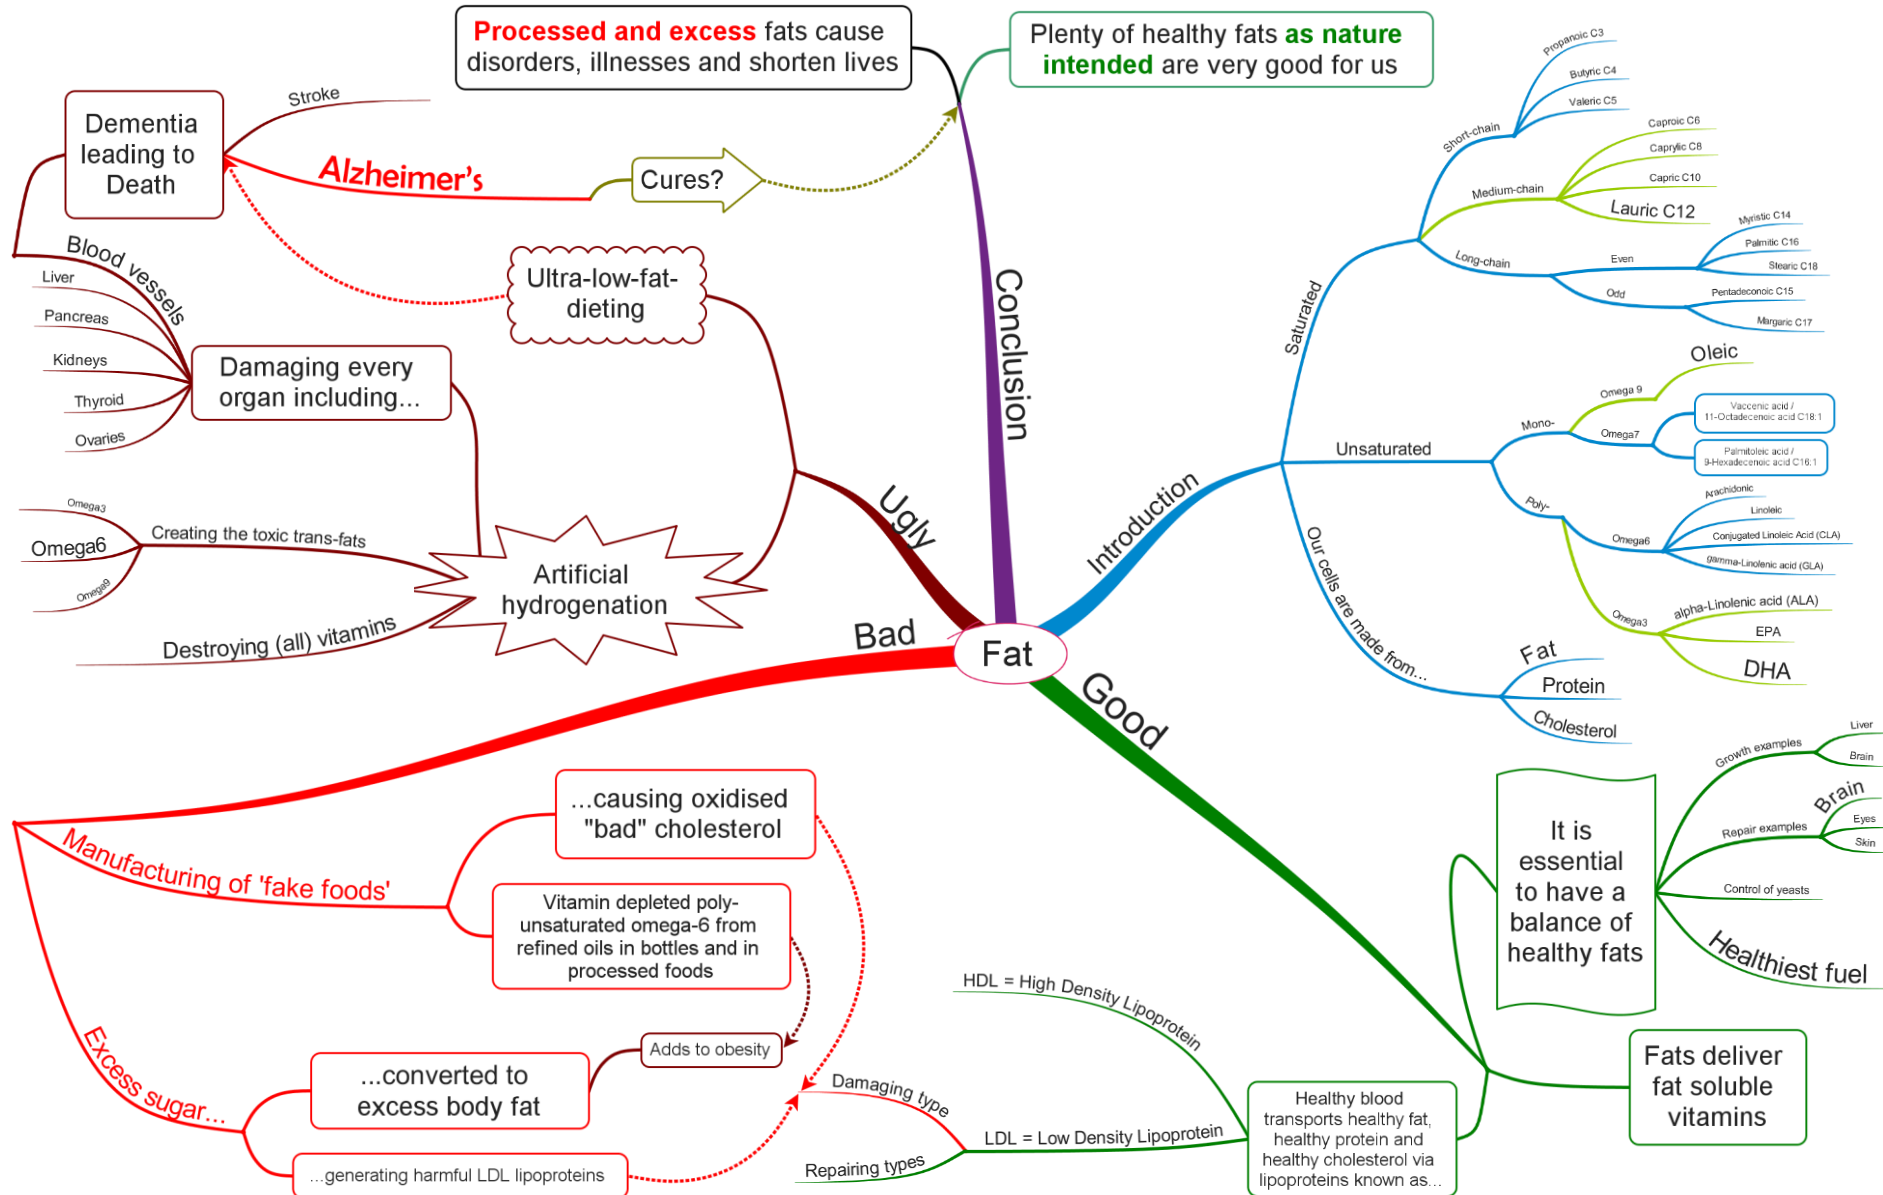 Fat
Conclusion
Processed and excess fats cause
disorders, illnesses and shorten lives
Plenty of healthy fats as nature
intended are very good for us
Introduction
Saturated
Short-chain
Propanoic C3
Butyric C4
Valeric C5
Medium-chain
Caproic C6
Caprylic C8
Capric C10
Lauric C12
Long-chain
Even
Myristic C14
Palmitic C16
Stearic C18
Odd
Pentadeconoic C15
Margaric C17
Unsaturated
Mono-
Omega 9
Oleic
Omega7
Vaccenic acid /
11-Octadecenoic acid C18:1
Palmitoleic acid /
9-Hexadecenoic acid C16:1
Poly-
Omega6
Arachidonic
Linoleic
Conjugated Linoleic Acid (CLA)
gamma-Linolenic acid (GLA)
Omega3
alpha-Linolenic acid (ALA)
EPA
DHA
Our cells are made from...
Fat
Protein
Cholesterol
Good
It is
essential
to have a
balance of
healthy fats
Growth examples
Liver
Brain
Repair examples
Brain
Eyes
Skin
Control of yeasts
Healthiest fuel
Fats deliver
fat soluble
vitamins
Healthy blood
transports healthy fat,
healthy protein and
healthy cholesterol via
lipoproteins known as...
HDL = High Density Lipoprotein
LDL = Low Density Lipoprotein
Damaging type
Repairing types
Bad
Manufacturing of 'fake foods'
...causing oxidised
"bad" cholesterol
Vitamin depleted poly-
unsaturated omega-6 from
refined oils in bottles and in
processed foods
Excess sugar...
...converted to
excess body fat
Adds to obesity
...generating harmful LDL lipoproteins
Ugly
Ultra-low-fat-
dieting
Artificial
hydrogenation
Damaging every
organ including...
Blood vessels
Liver
Pancreas
Kidneys
Thyroid
Ovaries
Dementia
leading to
Death
Stroke
Alzheimer's
Cures?
Creating the toxic trans-fats
Omega3
Omega6
Omega9
Destroying (all) vitamins